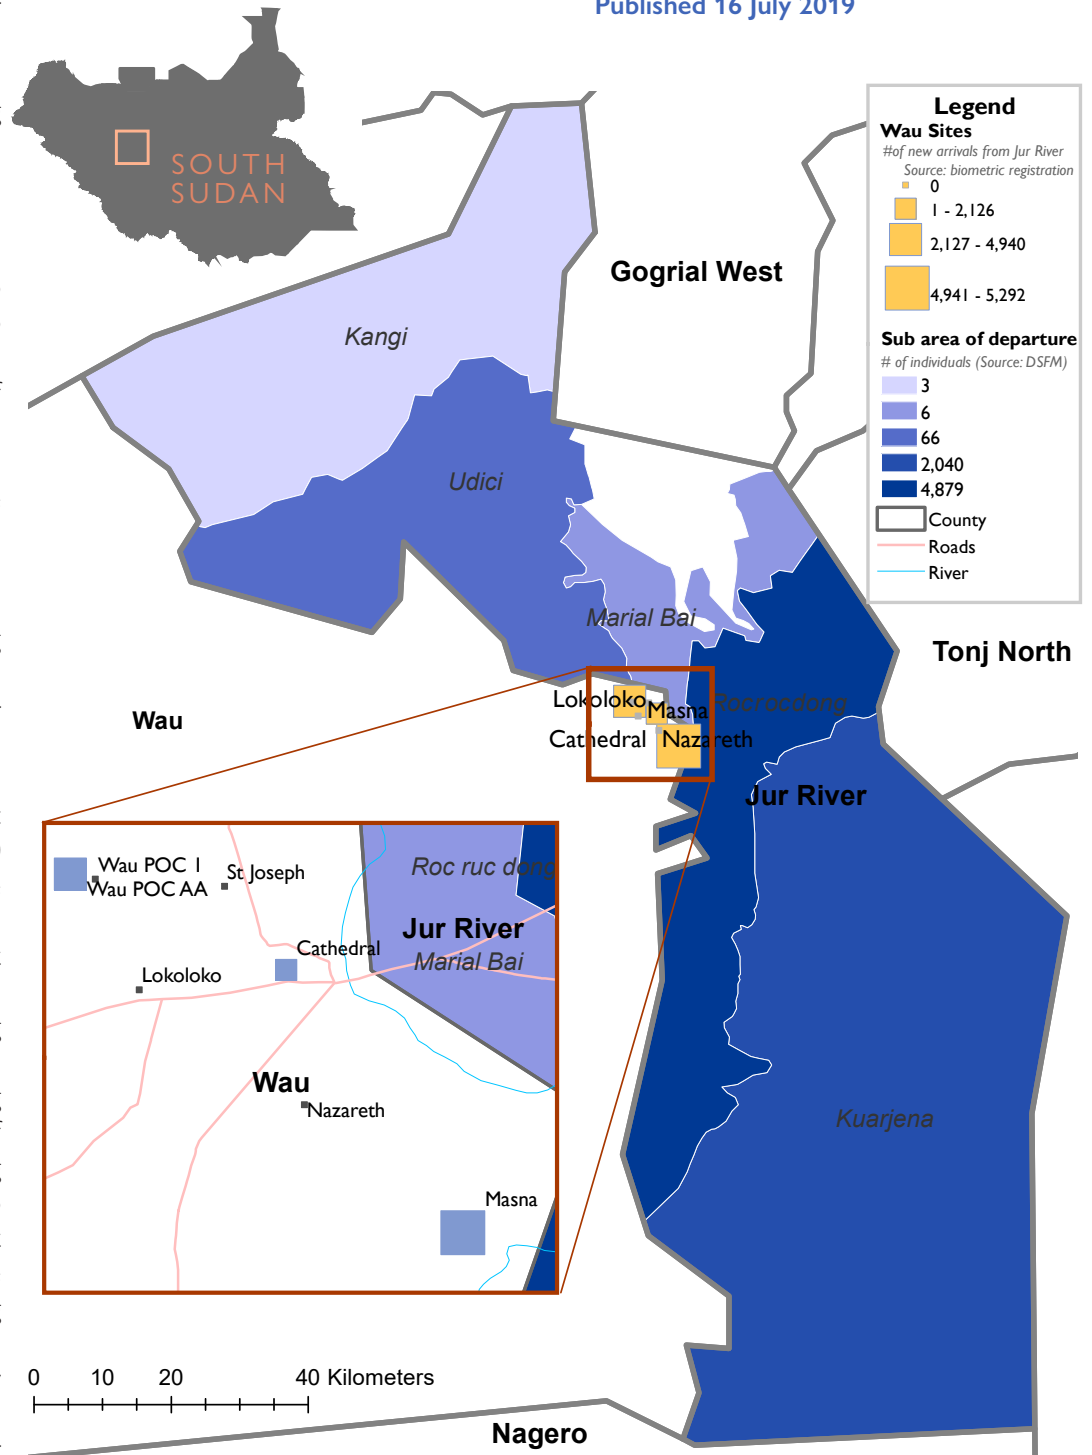 Published 16 July 2019
SOUTH
SUDAN
Legend
Wau Sites
#of new arrivals from Jur River
Source: biometric registration
0
1 - 2,126
2,127 - 4,940
4,941 - 5,292
Sub area of departure
# of individuals (Source: DSFM)
3
6
66
2,040
4,879
County
Roads
River
Gogrial West
Kangi
Udici
Marial Bai
Tonj North
Wau
Lokoloko
Masna
Rocrocdong
Cathedral
Nazareth
Jur River
Kuarjena
Wau POC 1
Wau POC AA
St Joseph
Roc ruc dong
Jur River
Cathedral
Marial Bai
Lokoloko
Wau
Nazareth
Masna
0 10 20 40 Kilometers
Nagero